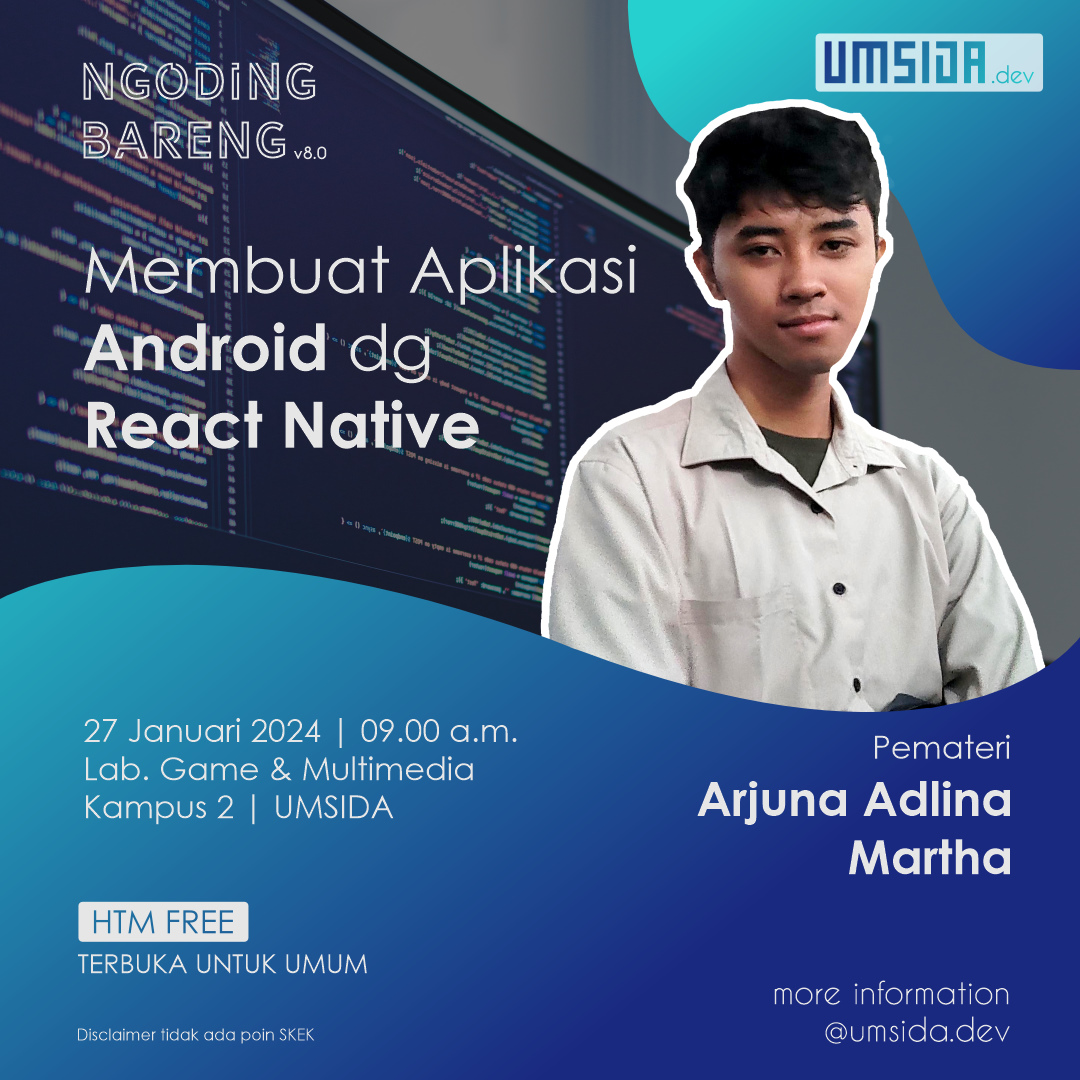 NGODING
BARENG v8.0
UMSIDA.dev
Membuat Aplikasi
Android dg
React Native
27 Januari 2024 | 09.00 a.m.
Lab. Game & Multimedia
Kampus 2 | UMSIDA
Pemateri
Arjuna Adlina
Martha
HTM FREE
TERBUKA UNTUK UMUM
Disclaimer tidak ada poin SKEK
more information
@umsida.dev